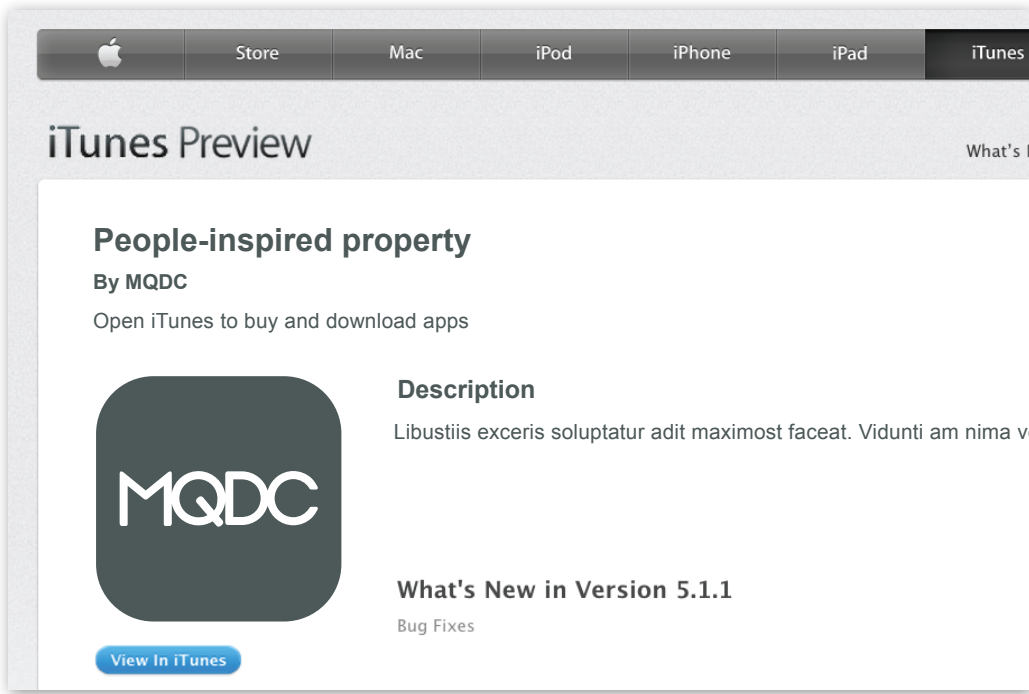 Store Mac iPod iPhone iPad iTunes
iTunes Preview
What's
People-inspired property
By MQDC
Open iTunes to buy and download apps
Description
Libustiis exceris soluptatur adit maximost faceat. Vidunti am nima
MQDC
What's New in Version 5.1.1
Bug Fixes
View In iTunes